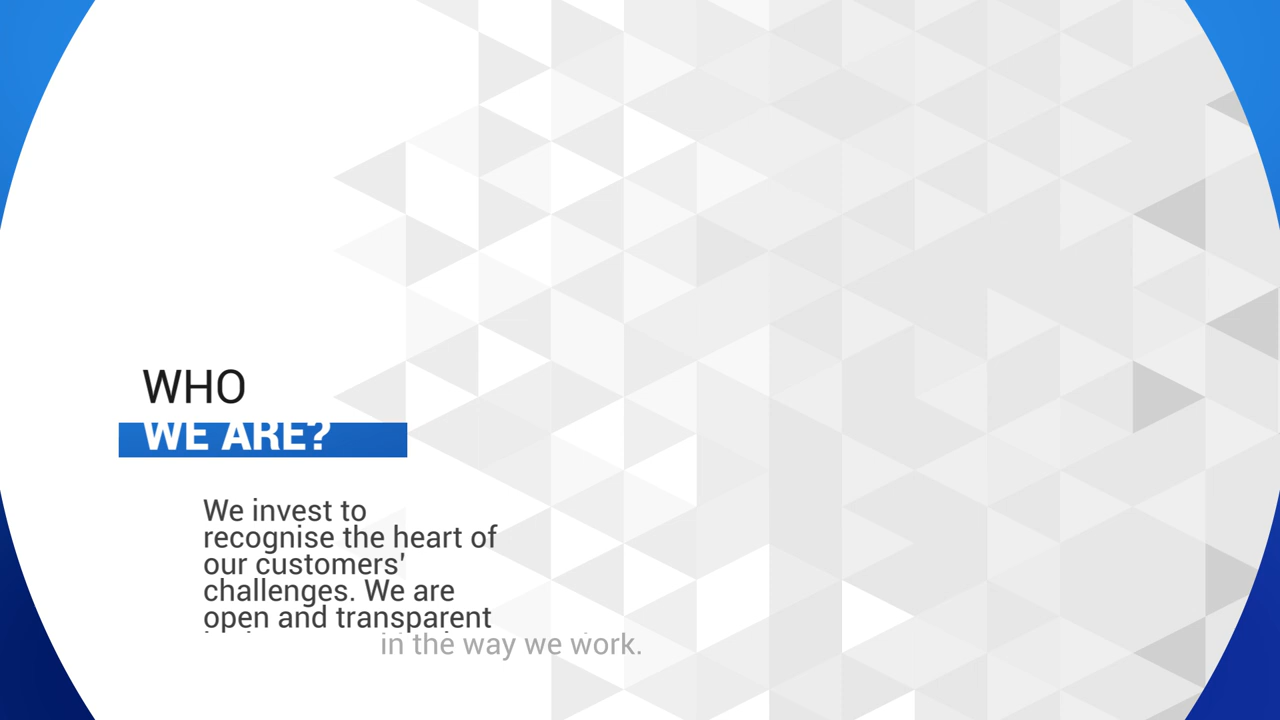 WHO
WE ARE?
We invest to
recognise the heart of
our customers'
challenges. We are
open and transparent
in the way we work.